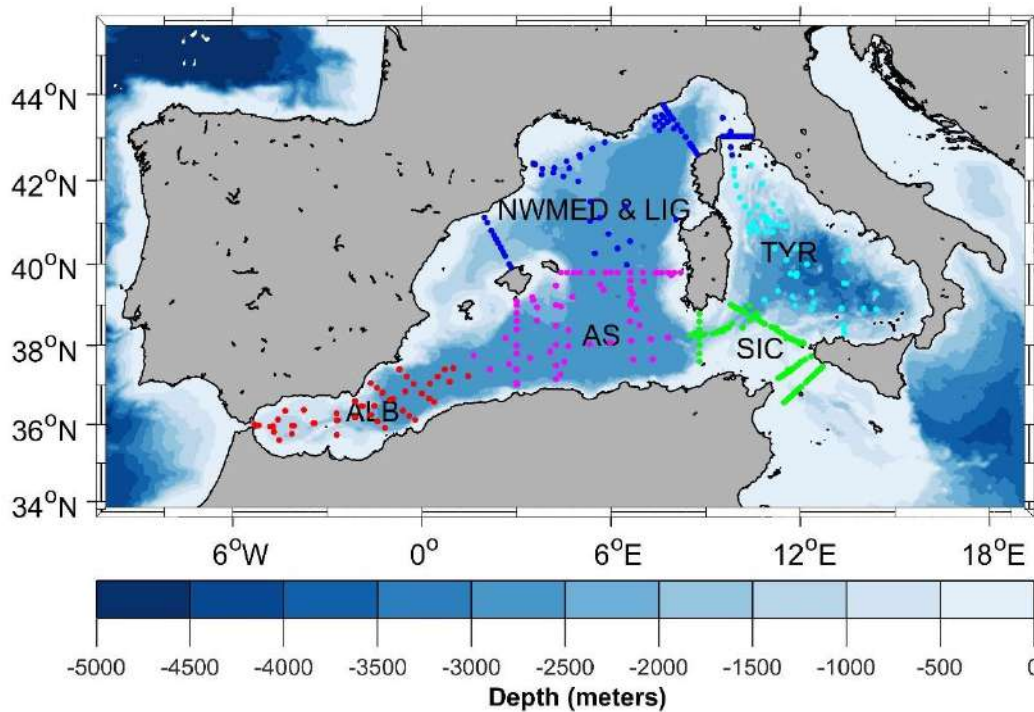 44°N
42°N
40°N
38°N
36°N
34°N
NWMED & LIG
TYR
AS
SIC
ALB
6°W 0° 6°E 12°E 18°E
-5000 -4500 -4000 -3500 -3000 -2500 -2000 -1500 -1000 -500 0
Depth (meters)